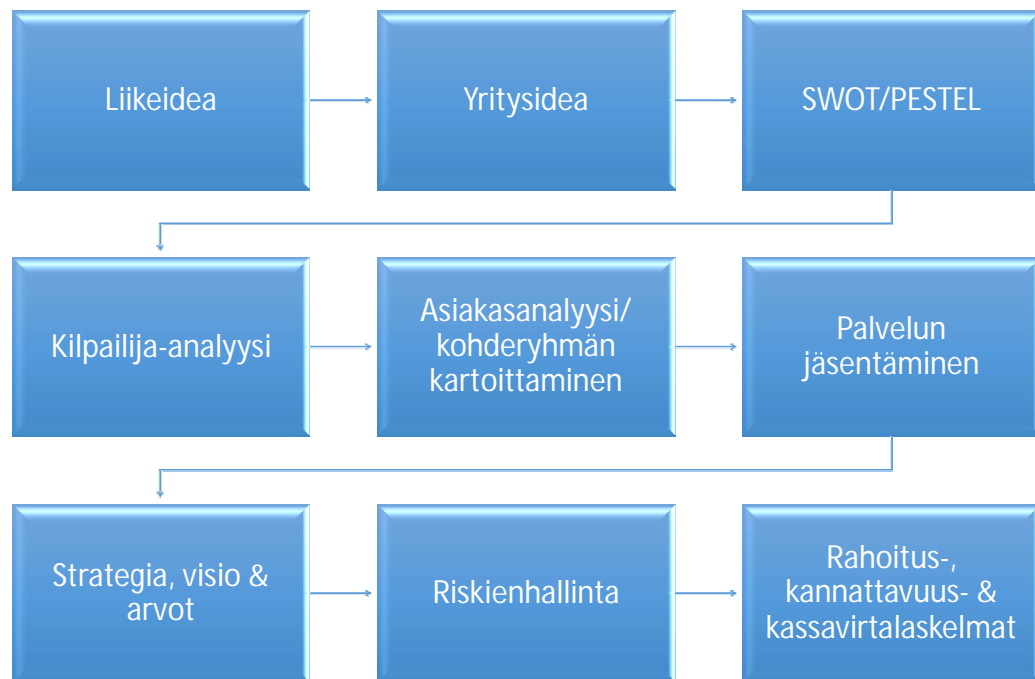 Liikeidea
Yritysidea
SWOT/PESTEL
Kilpailija-analyysi
Asiakasanalyysi/
kohderyhmän
kartoittaminen
Palvelun
jäsentäminen
Strategia, visio &
arvot
Riskienhallinta
Rahoitus-,
kannattavuus- &
kassavirtalaskelmat